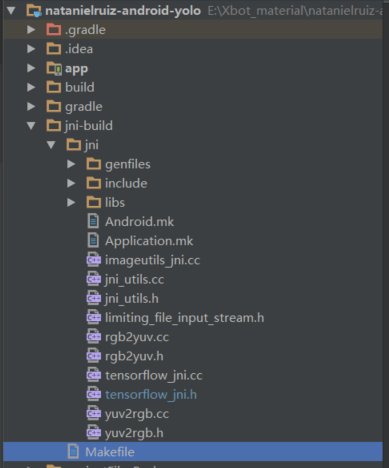 natanielruiz-android-yolo E:\Xbot_material\natanielruiz-a
.gradle
.idea
app
build
gradle
jni-build
jni
genfiles
include
libs
Android.mk
Application.mk
imageutils_jni.cc
jni_utils.cc
jni_utils.h
limiting_file_input_stream.h
rgb2yuv.cc
rgb2yuv.h
tensorflow_jni.cc
tensorflow_jni.h
yuv2rgb.cc
yuv2rgb.h
Makefile